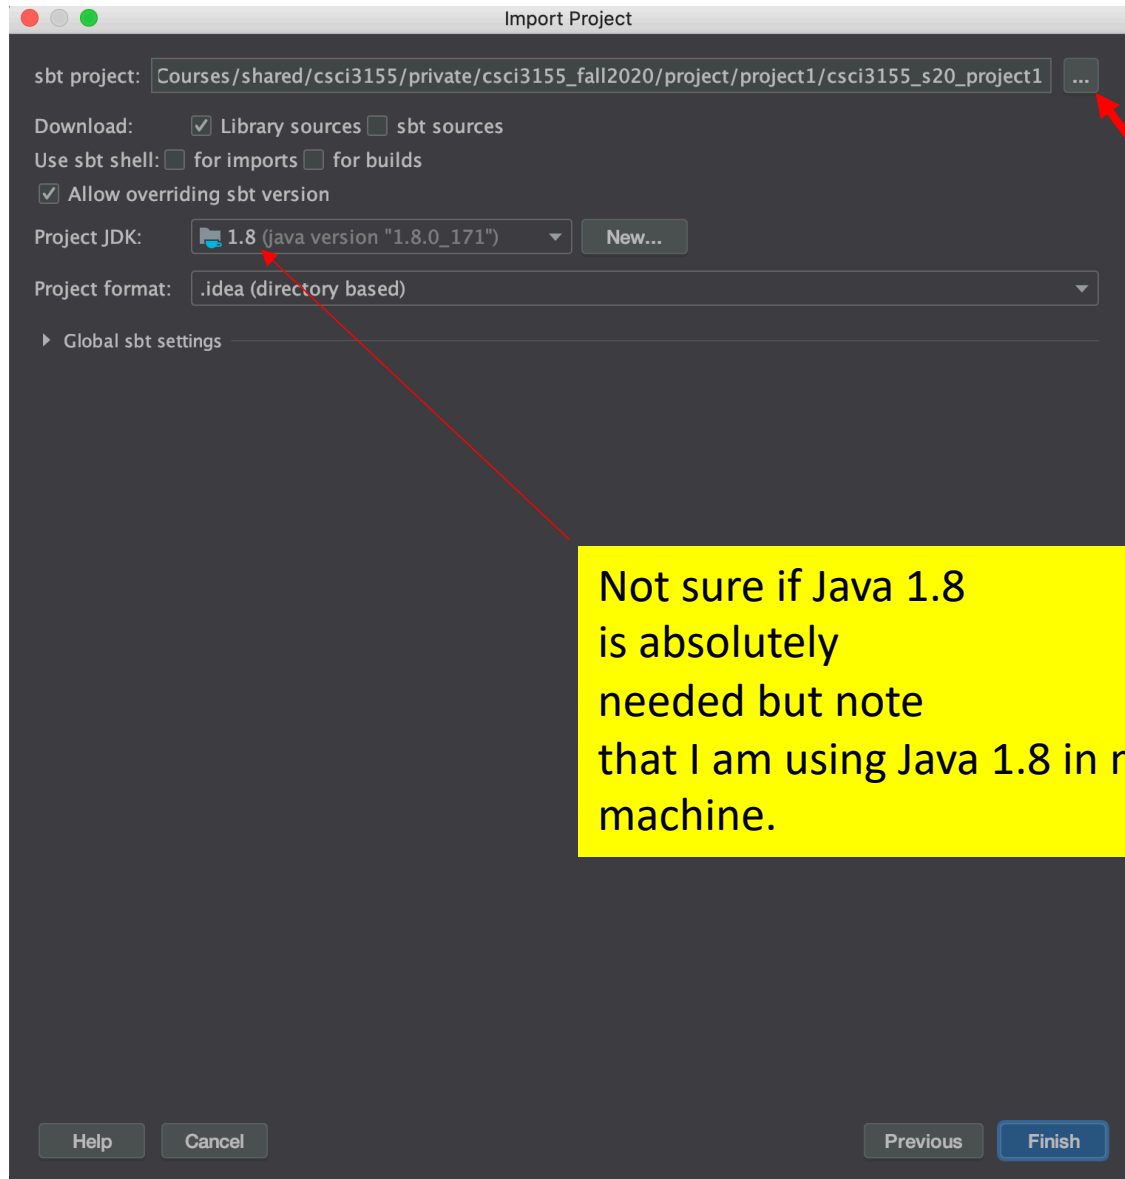 Import Project
sbt project: Courses/shared/csci3155/private/csci3155_fall2020/project/project1/csci3155_s20_project1 ...
Download: Library sources sbt sources
Use sbt shell: for imports for builds
Allow overriding sbt version
Project JDK: 1.8 (java version "1.8.0_171") New...
Project format: .idea (directory based)
Global sbt settings
Not sure if Java 1.8
is absolutely
needed but note
that I am using Java 1.8 in
machine.
Help Cancel Previous Finish